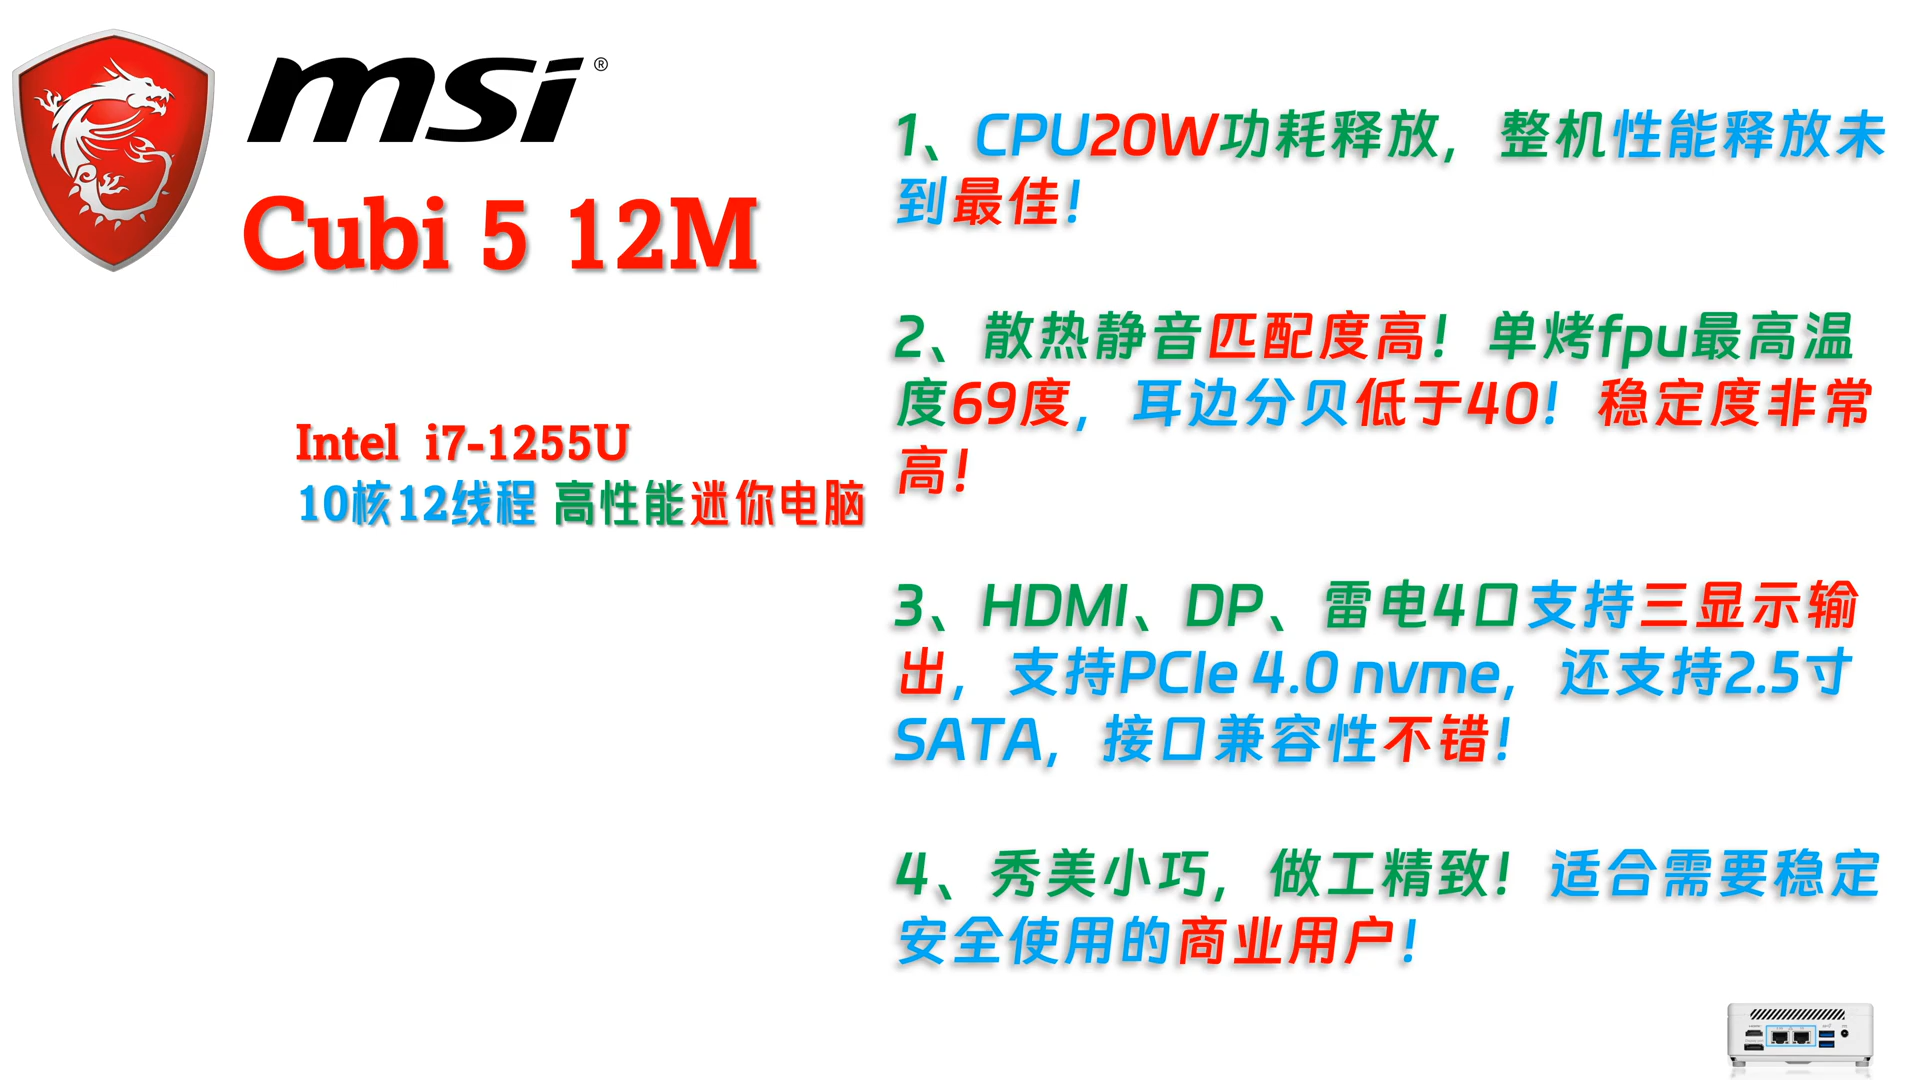 msi®
Cubi 5 12M
Intel i7-1255U
10核12线程 高性能迷你电脑
1、CPU20W功耗释放，整机性能释放未
到最佳！
2、散热静音匹配度高！单烤fpu最高温
度69度，耳边分贝低于40！稳定度非常
高！
3、HDMI、DP、雷电4口支持三显示输
出，支持PCIe 4.0 nvme，还支持2.5寸
SATA，接口兼容性不错！
4、秀美小巧，做工精致！适合需要稳定
安全使用的商业用户！